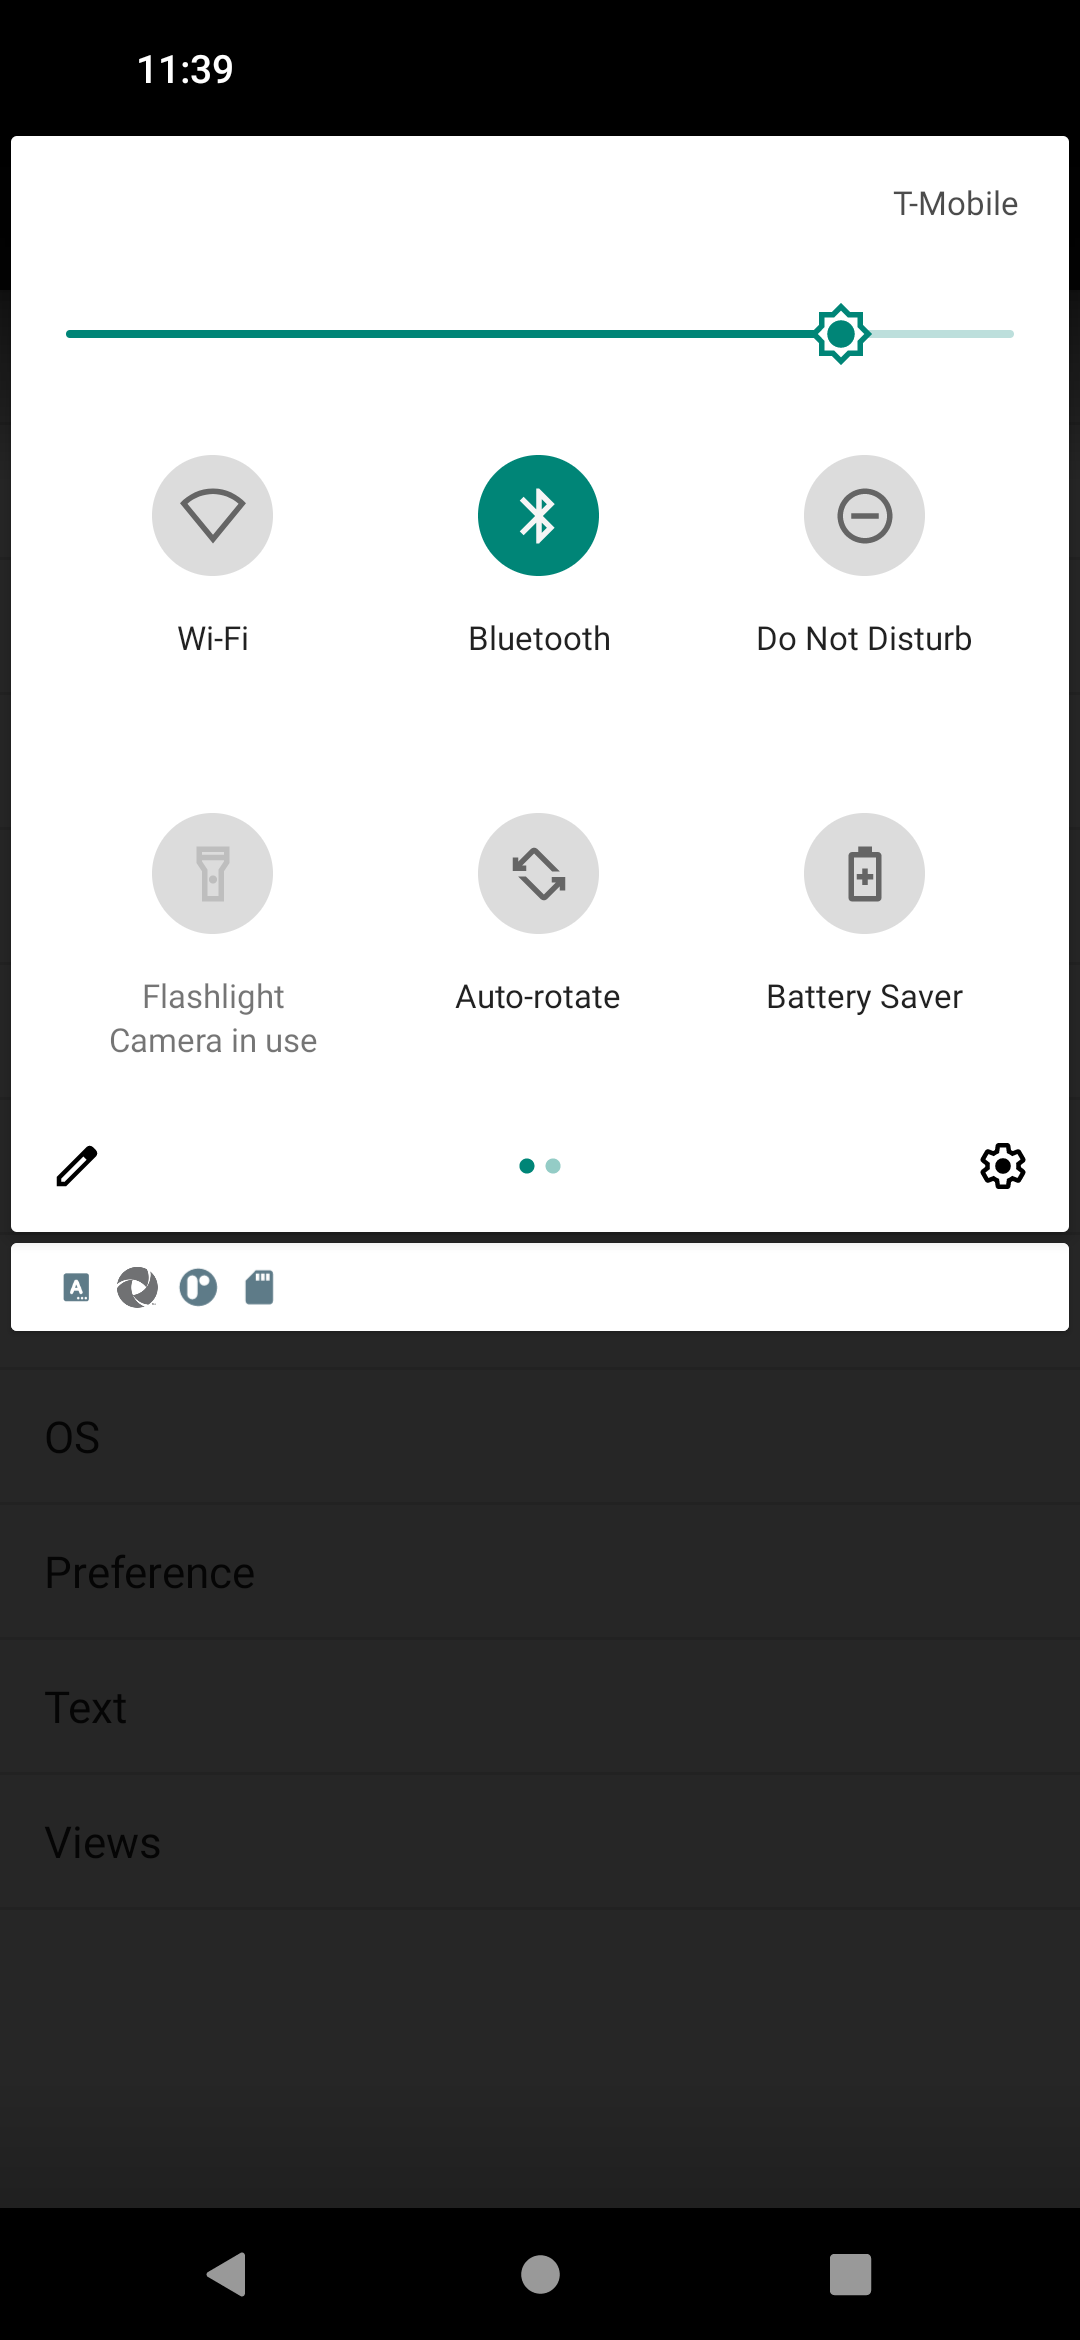 11:39
T-Mobile
Wi-Fi
Bluetooth
Do Not Disturb
Flashlight
Camera in use
Auto-rotate
Battery Saver
A
OS
Preference
Text
Views